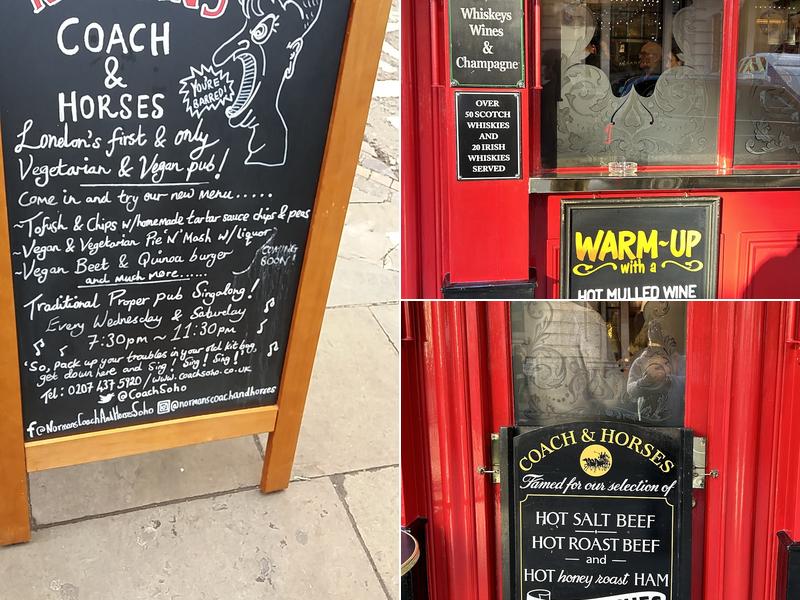 COACH
&
HORSES
YOU'RE
BARRED!
London's first & only
Vegetarian & Vegan pub!
Come in and try our new menu.....
~Tofush & Chips w/homemade tartar sauce chips & peas
~Vegan & Vegetarian Pie 'N' Mash w/liquor
~Vegan Beet & Quinoa burger
COMING
SOON!
and much more......
Traditional Proper pub Singalong!
Every Wednesday & Saturday
7:30pm ~ 11:30pm
'So, pack up your troubles in your old kit bag,
get down here and Sing! Sing! Sing!'
Tel: 0207 437 5920 / www.coachsoho.co.uk
@CoachSoho
f@NormansCoachAndHorsesSoho @normanscoachandhorses
Whiskeys
Wines
&
Champagne
OVER
50 SCOTCH
WHISKIES
AND
20 IRISH
WHISKIES
SERVED
WARM~UP
with a
HOT MULLED WINE
COACH & HORSES
Famed for our selection of
HOT SALT BEEF
HOT ROAST BEEF
and
HOT honey roast HAM